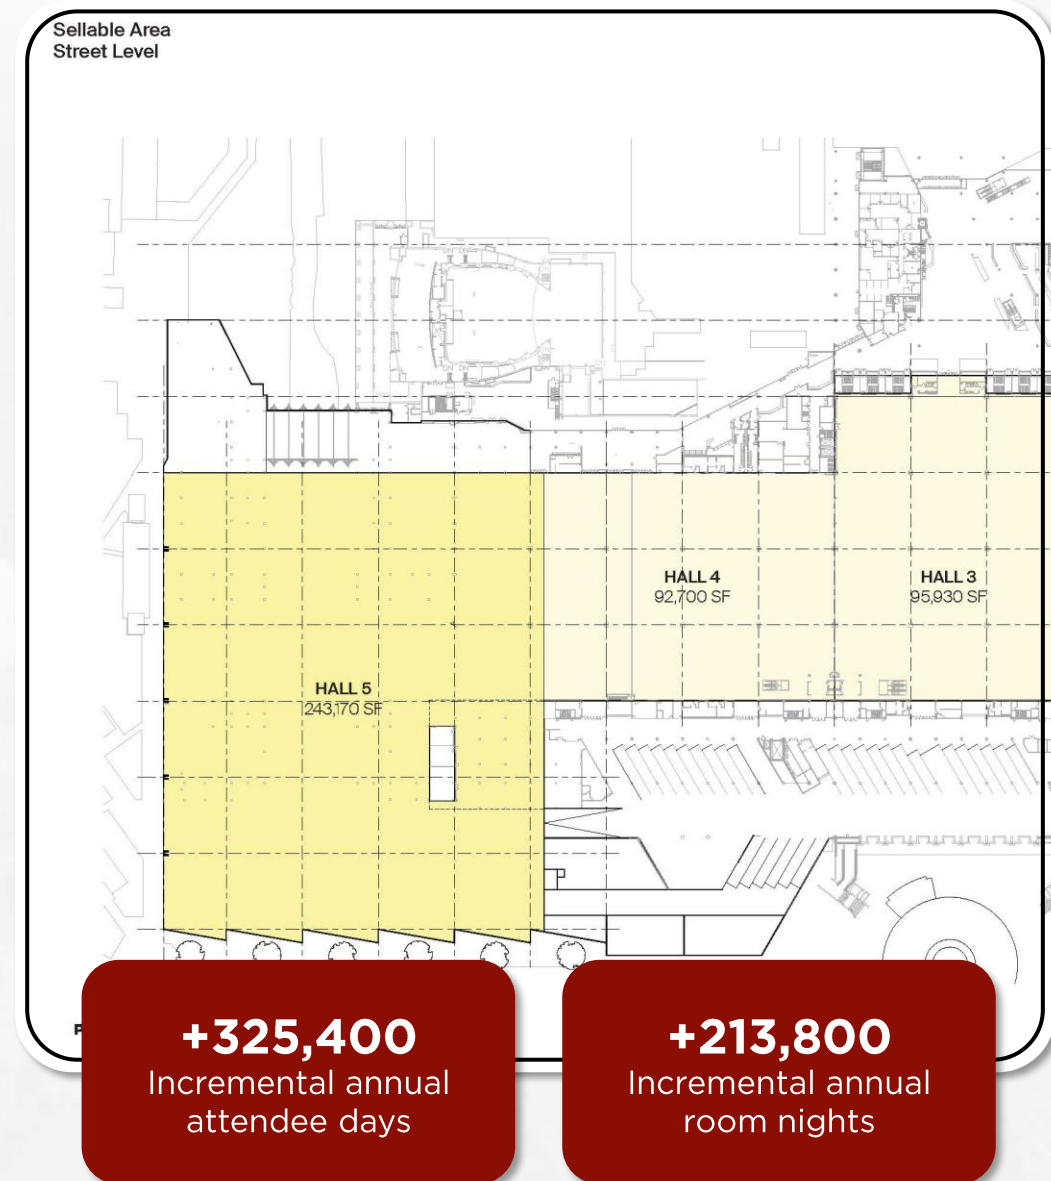 Sellable Area
Street Level
HALL 4
92,700 SF
HALL 3
95,930 SF
HALL 5
243,170 SF
+325,400
Incremental annual
attendee days
+213,800
Incremental annual
room nights